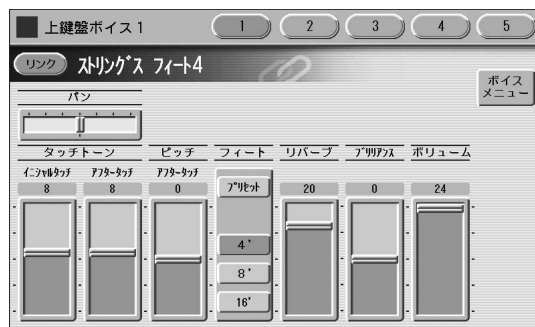 上鍵盤ボイス1
1 2 3 4 5
リンク ストリングス フィート4
ボイス
メニュー
パン
タッチトーン ピッチ フィート リバーブ ブリリアンス ボリューム
イニシャルタッチ アフタータッチ アフタータッチ
8 8 0 プリセット 20 0 24
4'
8'
16'